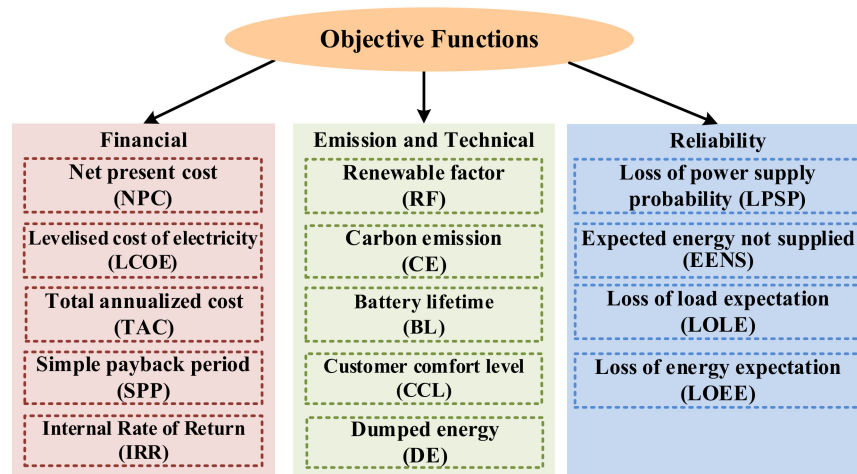 Objective Functions
Financial
Net present cost
(NPC)
Levelised cost of electricity
(LCOE)
Total annualized cost
(TAC)
Simple payback period
(SPP)
Internal Rate of Return
(IRR)
Emission and Technical
Renewable factor
(RF)
Carbon emission
(CE)
Battery lifetime
(BL)
Customer comfort level
(CCL)
Dumped energy
(DE)
Reliability
Loss of power supply
probability (LPSP)
Expected energy not supplied
(EENS)
Loss of load expectation
(LOLE)
Loss of energy expectation
(LOEE)